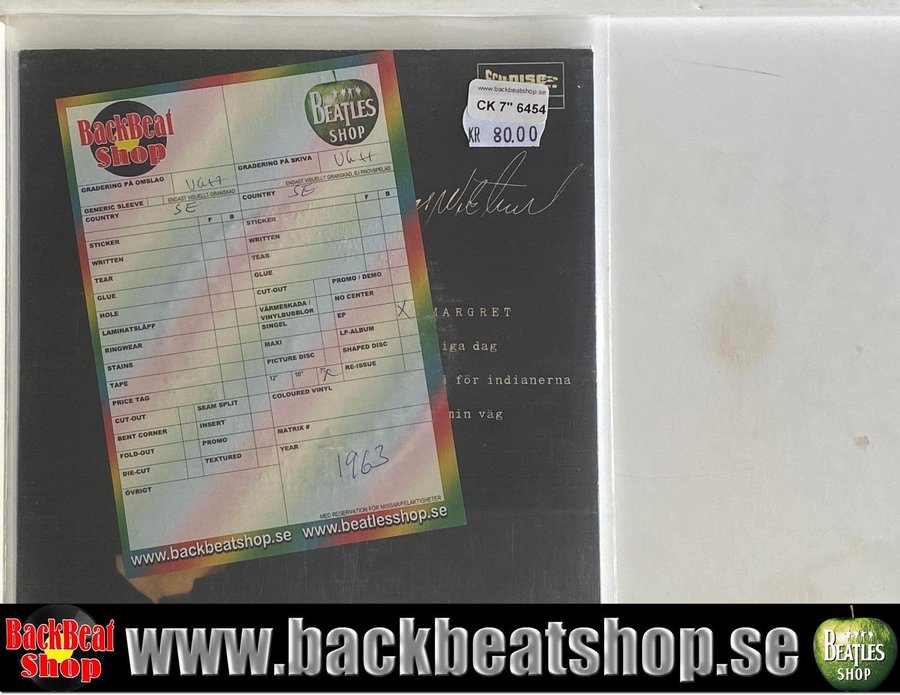 BackBeat
Shop
BEATLES
SHOP
GRADERING PÅ OMSLAG VG++
GRADERING PÅ SKIVA VG++
GENERIC SLEEVE
ENDAST VISUELLT GRANSKAD
ENDAST VISUELLT GRANSKAD, EJ PROVSPELAD
COUNTRY SE
F B
COUNTRY SE
F B
STICKER
WRITTEN
TEAR
GLUE
HOLE
LAMINATSLÄPP
RINGWEAR
STAINS
TAPE
PRICE TAG
CUT-OUT
BENT CORNER
FOLD-OUT
DIE-CUT
SEAM SPLIT
INSERT
PROMO
TEXTURED
ÖVRIGT
STICKER
WRITTEN
TEAR
GLUE
CUT-OUT
VÄRMESKADA /
VINYLBUBBLOR
SINGEL
MAXI
PICTURE DISC
12" 10" 7" X
PROMO / DEMO
NO CENTER
EP X
LP-ALBUM
SHAPED DISC
RE-ISSUE
COLOURED VINYL
MATRIX #
YEAR
1963
MED RESERVATION FÖR MISSAR/FELAKTIGHETER
www.backbeatshop.se www.beatlesshop.se
www.backbeatshop.se
CK 7" 6454
KR 80.00
MARGRET
iga dag
för indianerna
min väg
BackBeat
Shop
www.backbeatshop.se
BEATLES
SHOP